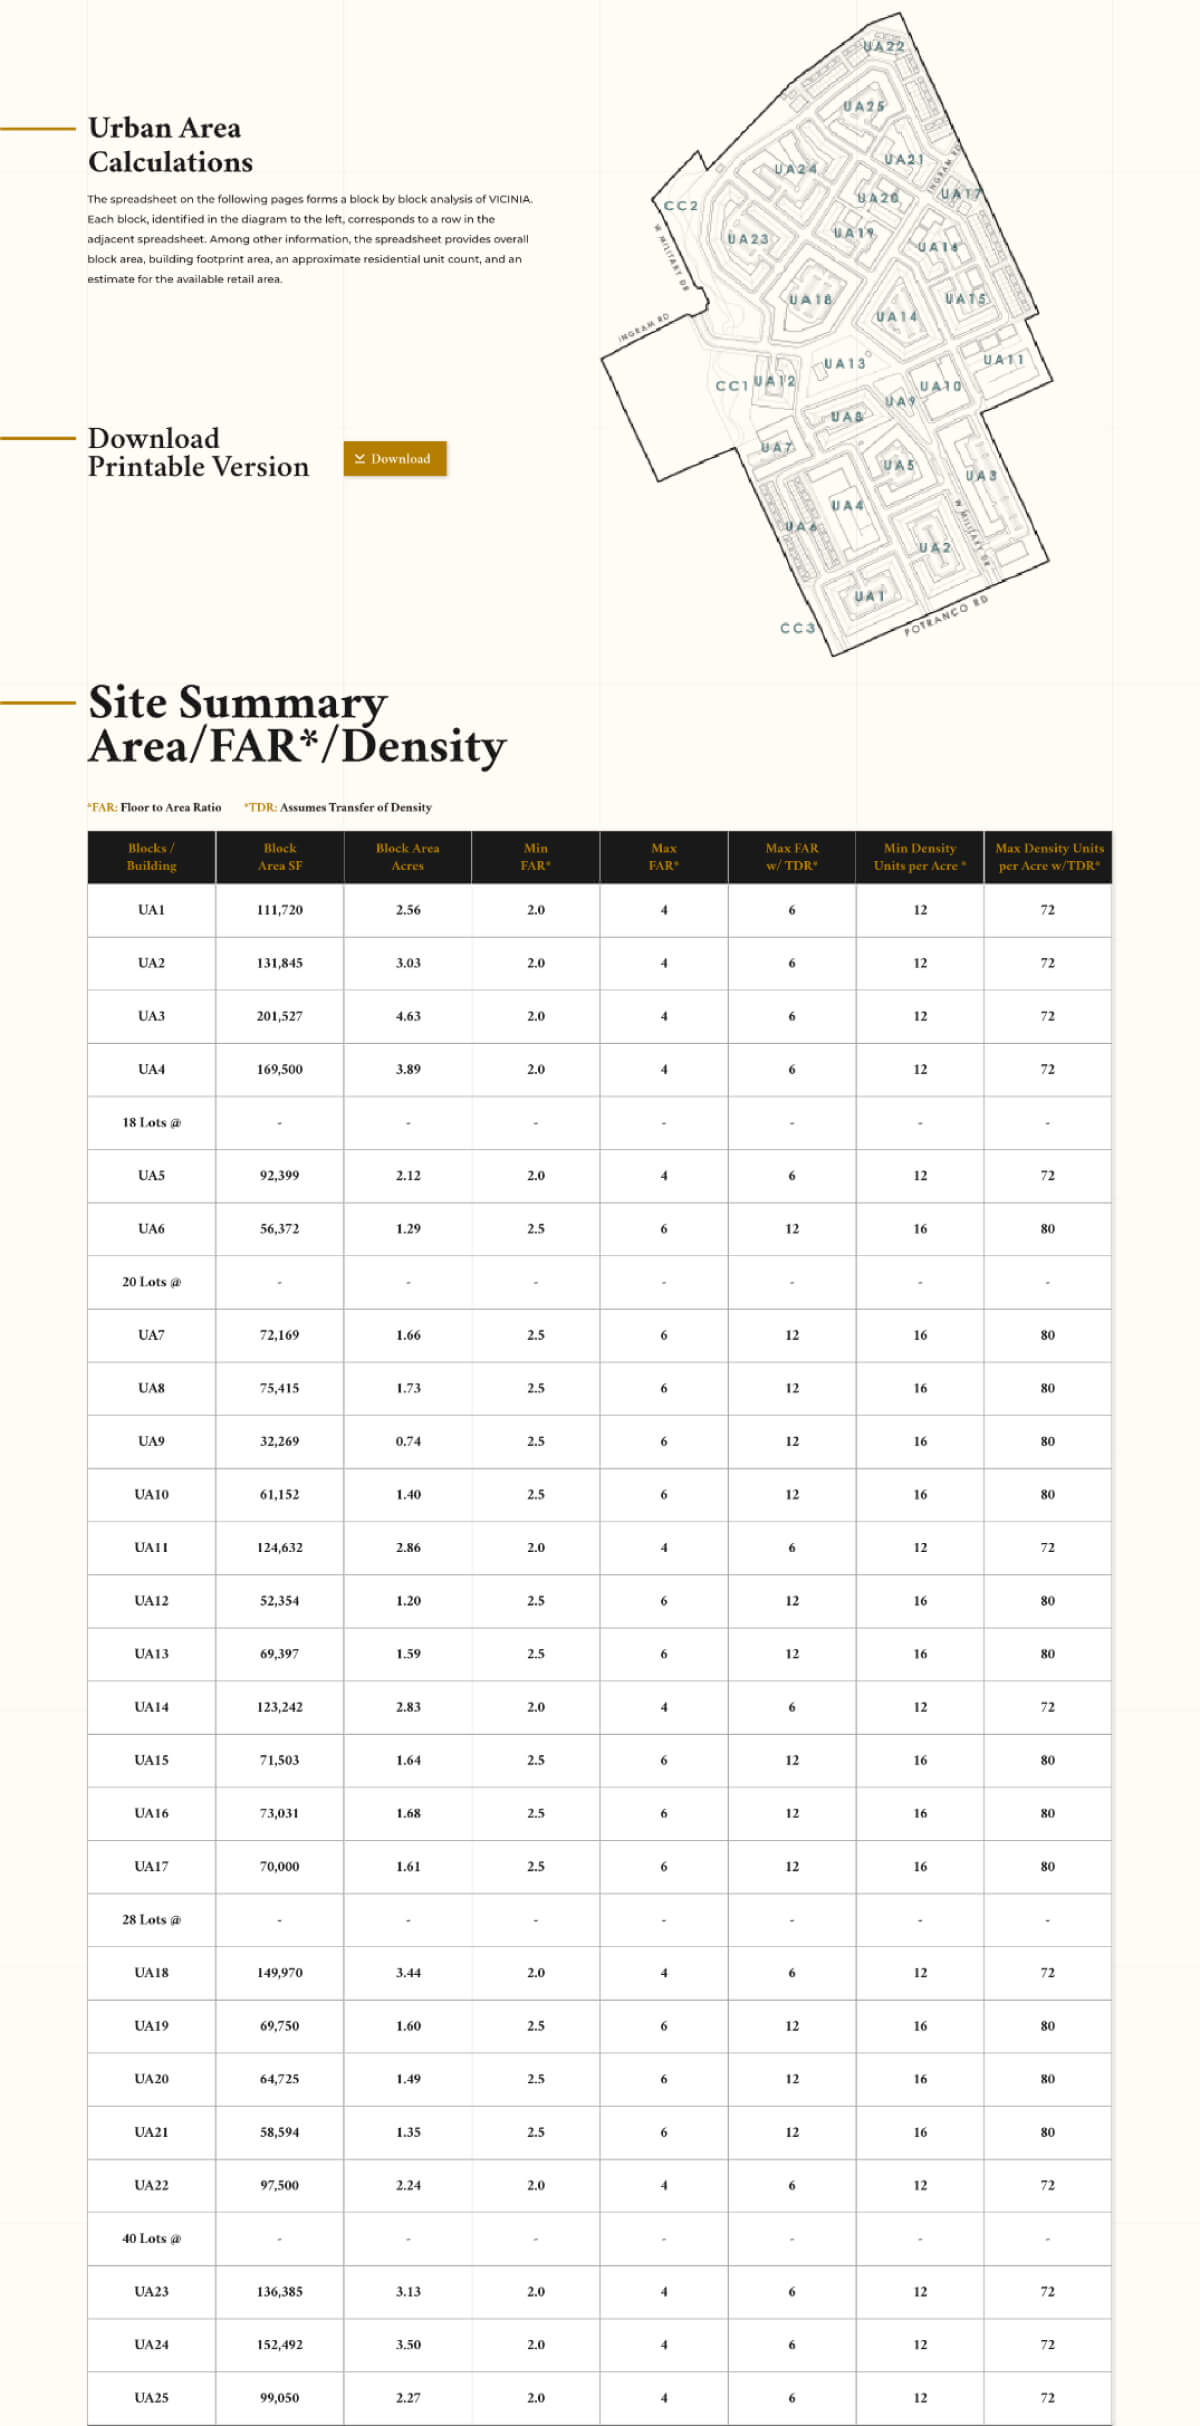 Urban Area
Calculations
The spreadsheet on the following pages forms a block by block analysis of VICINIA.
Each block, identified in the diagram to the left, corresponds to a row in the
adjacent spreadsheet. Among other information, the spreadsheet provides overall
block area, building footprint area, an approximate residential unit count, and an
estimate for the available retail area.
Download
Printable Version
Download
UA22
UA25
UA21
UA24
INGRAM RD
UA20
UA17
CC2
UA19
UA23
UA16
W MILITARY DR
UA18
UA15
UA14
INGRAM RD
UA13
UA11
CC1
UA12
UA10
UA9
UA8
UA7
UA5
UA3
UA4
W MILITARY DR
UA6
UA2
UA1
POTRANCO RD
CC3
Site Summary
Area/FAR*/Density
*FAR: Floor to Area Ratio *TDR: Assumes Transfer of Density
Blocks / Building Block Area SF Block Area Acres Min FAR* Max FAR* Max FAR w/ TDR* Min Density Units per Acre * Max Density Units per Acre w/TDR*
UA1 111,720 2.56 2.0 4 6 12 72
UA2 131,845 3.03 2.0 4 6 12 72
UA3 201,527 4.63 2.0 4 6 12 72
UA4 169,500 3.89 2.0 4 6 12 72
18 Lots @ - - - - - - -
UA5 92,399 2.12 2.0 4 6 12 72
UA6 56,372 1.29 2.5 6 12 16 80
20 Lots @ - - - - - - -
UA7 72,169 1.66 2.5 6 12 16 80
UA8 75,415 1.73 2.5 6 12 16 80
UA9 32,269 0.74 2.5 6 12 16 80
UA10 61,152 1.40 2.5 6 12 16 80
UA11 124,632 2.86 2.0 4 6 12 72
UA12 52,354 1.20 2.5 6 12 16 80
UA13 69,397 1.59 2.5 6 12 16 80
UA14 123,242 2.83 2.0 4 6 12 72
UA15 71,503 1.64 2.5 6 12 16 80
UA16 73,031 1.68 2.5 6 12 16 80
UA17 70,000 1.61 2.5 6 12 16 80
28 Lots @ - - - - - - -
UA18 149,970 3.44 2.0 4 6 12 72
UA19 69,750 1.60 2.5 6 12 16 80
UA20 64,725 1.49 2.5 6 12 16 80
UA21 58,594 1.35 2.5 6 12 16 80
UA22 97,500 2.24 2.0 4 6 12 72
40 Lots @ - - - - - - -
UA23 136,385 3.13 2.0 4 6 12 72
UA24 152,492 3.50 2.0 4 6 12 72
UA25 99,050 2.27 2.0 4 6 12 72